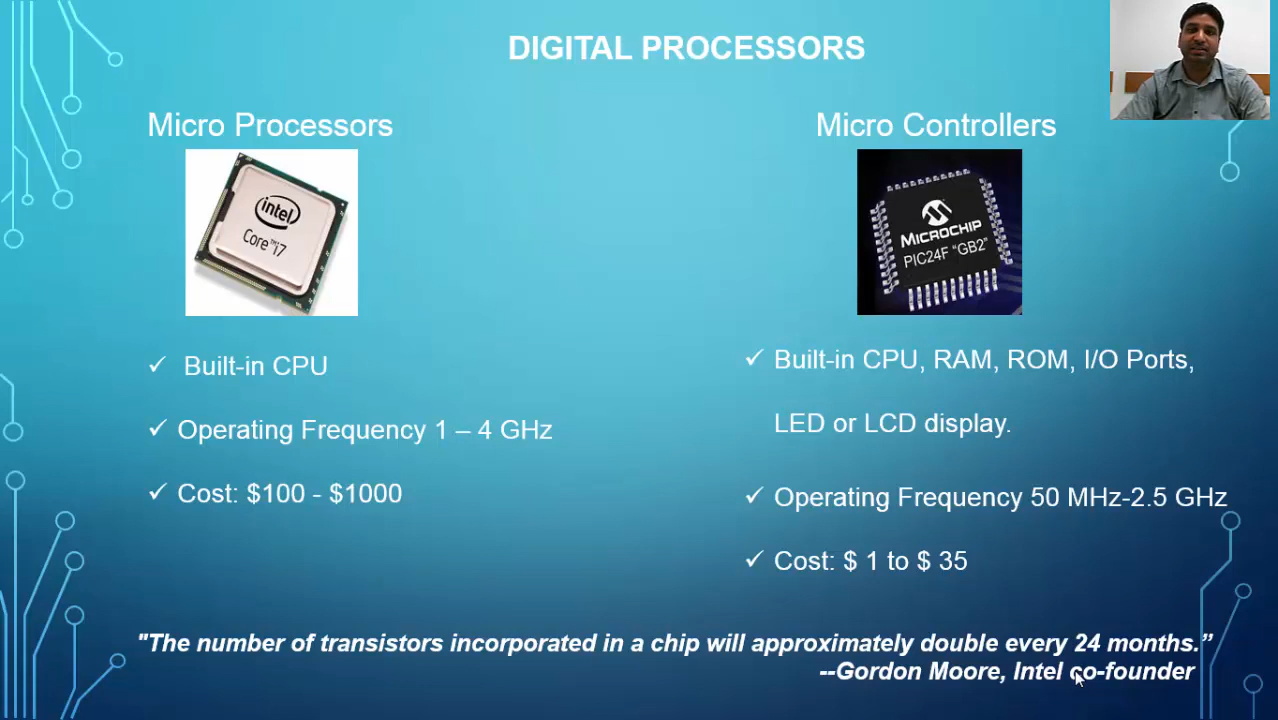 DIGITAL PROCESSORS
Micro Processors
intel
Core™ i7
✓ Built-in CPU
✓ Operating Frequency 1 – 4 GHz
✓ Cost: $100 - $1000
Micro Controllers
MICROCHIP
PIC24F "GB2"
✓ Built-in CPU, RAM, ROM, I/O Ports,
LED or LCD display.
✓ Operating Frequency 50 MHz-2.5 GHz
✓ Cost: $ 1 to $ 35
"The number of transistors incorporated in a chip will approximately double every 24 months.”
--Gordon Moore, Intel co-founder